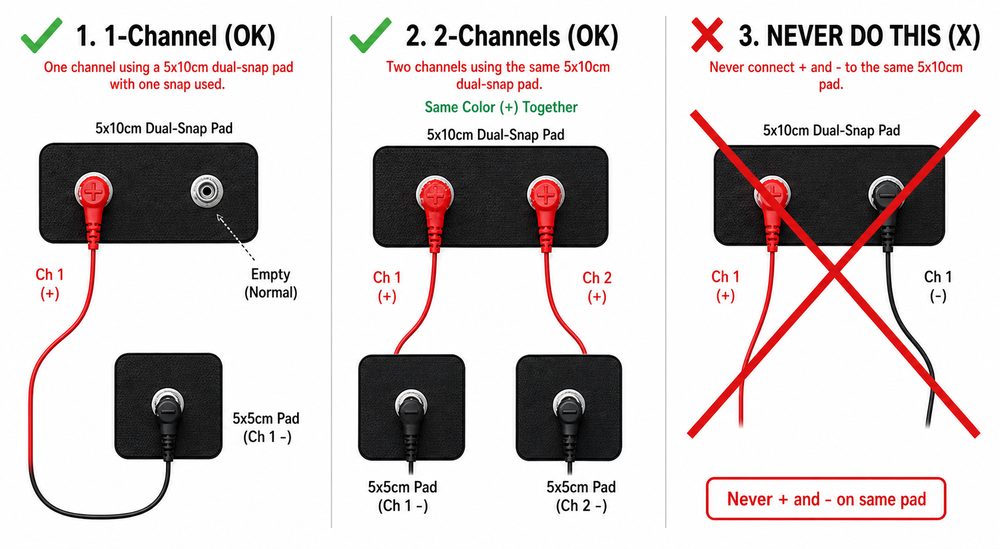 1. 1-Channel (OK)
One channel using a 5x10cm dual-snap pad
with one snap used.
5x10cm Dual-Snap Pad
+
Ch 1
(+)
Empty
(Normal)
−
5x5cm Pad
(Ch 1 -)
2. 2-Channels (OK)
Two channels using the same 5x10cm
dual-snap pad.
Same Color (+) Together
5x10cm Dual-Snap Pad
+
+
Ch 1
(+)
Ch 2
(+)
−
−
5x5cm Pad
(Ch 1 -)
5x5cm Pad
(Ch 2 -)
3. NEVER DO THIS (X)
Never connect + and - to the same 5x10cm
pad.
5x10cm Dual-Snap Pad
+
−
Ch 1
(+)
Ch 1
(-)
Never + and - on same pad